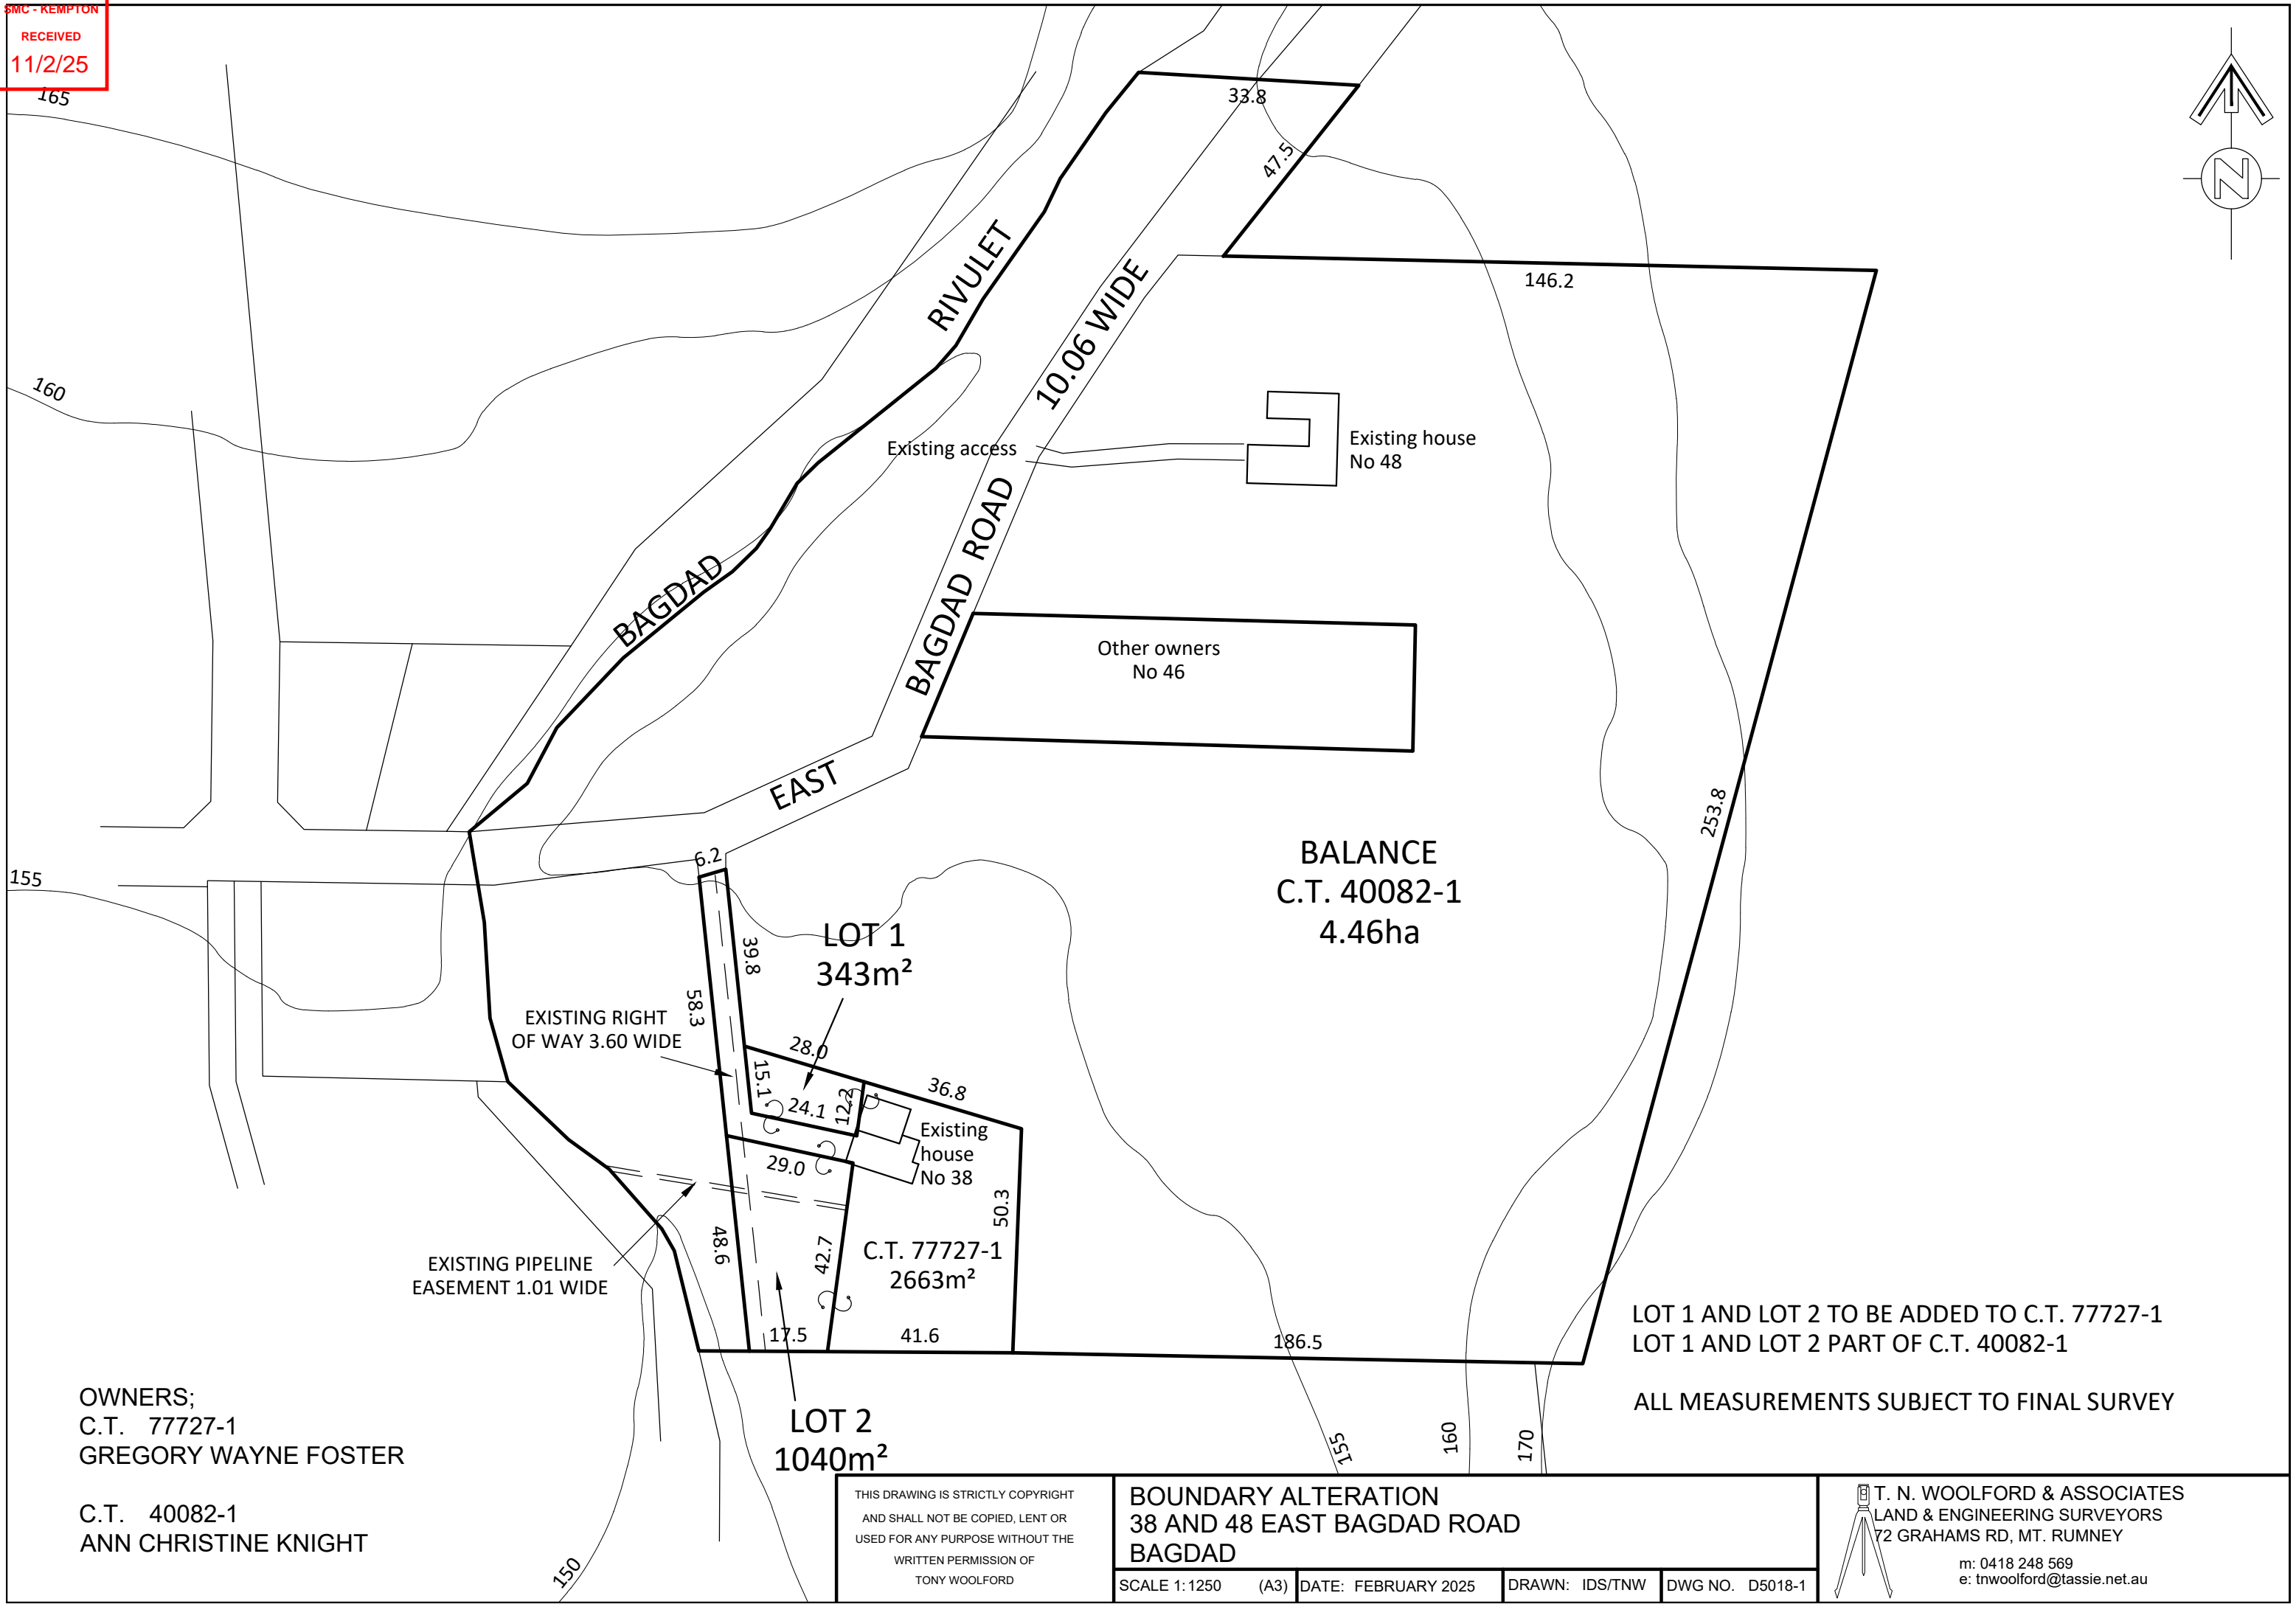 SMC - KEMPTON
RECEIVED
11/2/25
165
33.8
47.5
N
RIVULET
10.06 WIDE
146.2
160
Existing access
Existing house
No 48
BAGDAD
BAGDAD ROAD
Other owners
No 46
EAST
253.8
BALANCE
C.T. 40082-1
4.46ha
155
6.2
39.8
LOT 1
343m²
58.3
EXISTING RIGHT
OF WAY 3.60 WIDE
28.0
15.1
24.1
12.2
36.8
Existing
house
No 38
29.0
50.3
48.6
42.7
C.T. 77727-1
2663m²
EXISTING PIPELINE
EASEMENT 1.01 WIDE
17.5
41.6
186.5
LOT 1 AND LOT 2 TO BE ADDED TO C.T. 77727-1
LOT 1 AND LOT 2 PART OF C.T. 40082-1
ALL MEASUREMENTS SUBJECT TO FINAL SURVEY
OWNERS;
C.T. 77727-1
GREGORY WAYNE FOSTER
C.T. 40082-1
ANN CHRISTINE KNIGHT
LOT 2
1040m²
155
160
170
150
THIS DRAWING IS STRICTLY COPYRIGHT
AND SHALL NOT BE COPIED, LENT OR
USED FOR ANY PURPOSE WITHOUT THE
WRITTEN PERMISSION OF
TONY WOOLFORD
BOUNDARY ALTERATION
38 AND 48 EAST BAGDAD ROAD
BAGDAD
SCALE 1:1250 (A3)
DATE: FEBRUARY 2025
DRAWN: IDS/TNW
DWG NO. D5018-1
T. N. WOOLFORD & ASSOCIATES
LAND & ENGINEERING SURVEYORS
72 GRAHAMS RD, MT. RUMNEY
m: 0418 248 569
e: tnwoolford@tassie.net.au